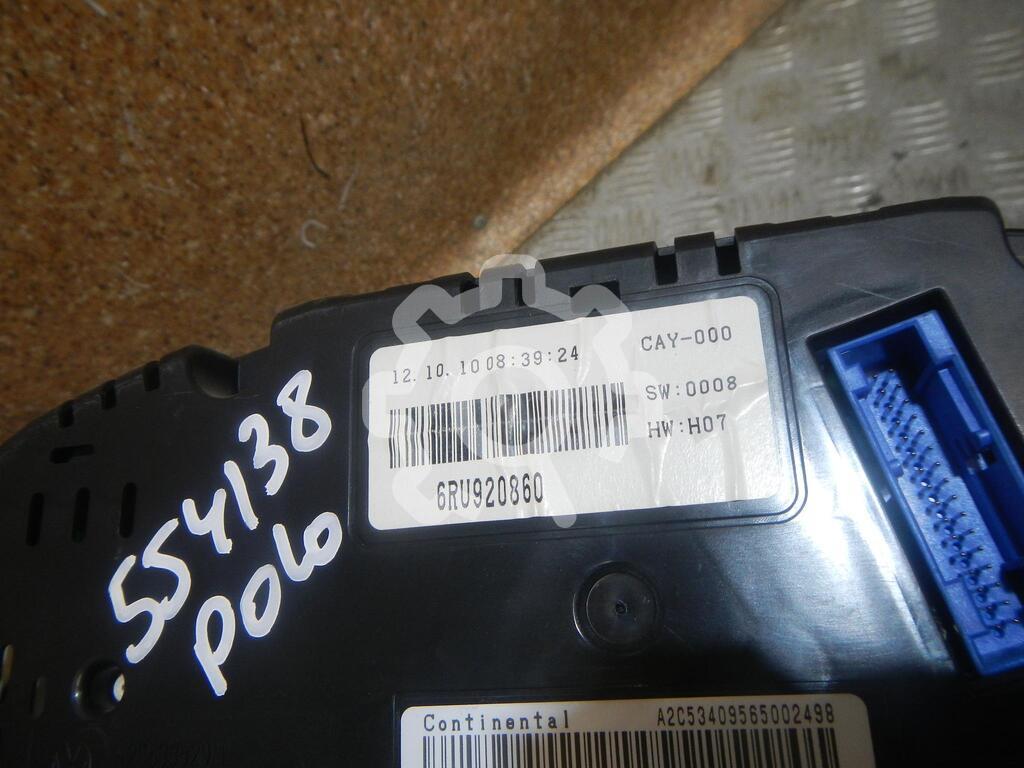 12.10.10 08:39:24 CAY-000
SW:0008
HW:H07
6RU920860
554138
polo
Continental A2C53409565002498